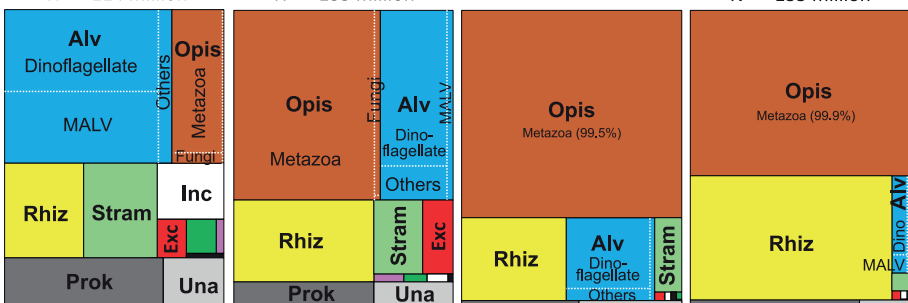 Alv
Dinoflagellate
MALV
Others
Opis
Metazoa
Fungi
Rhiz
Stram
Inc
Exc
Prok
Una
Opis
Metazoa
Fungi
Alv
Dino-
flagellate
MALV
Others
Rhiz
Stram
Exc
Prok
Una
Opis
Metazoa (99.5%)
Rhiz
Alv
Dino-
flagellate
Others
Stram
Opis
Metazoa (99.9%)
Rhiz
Alv
Dino
MALV